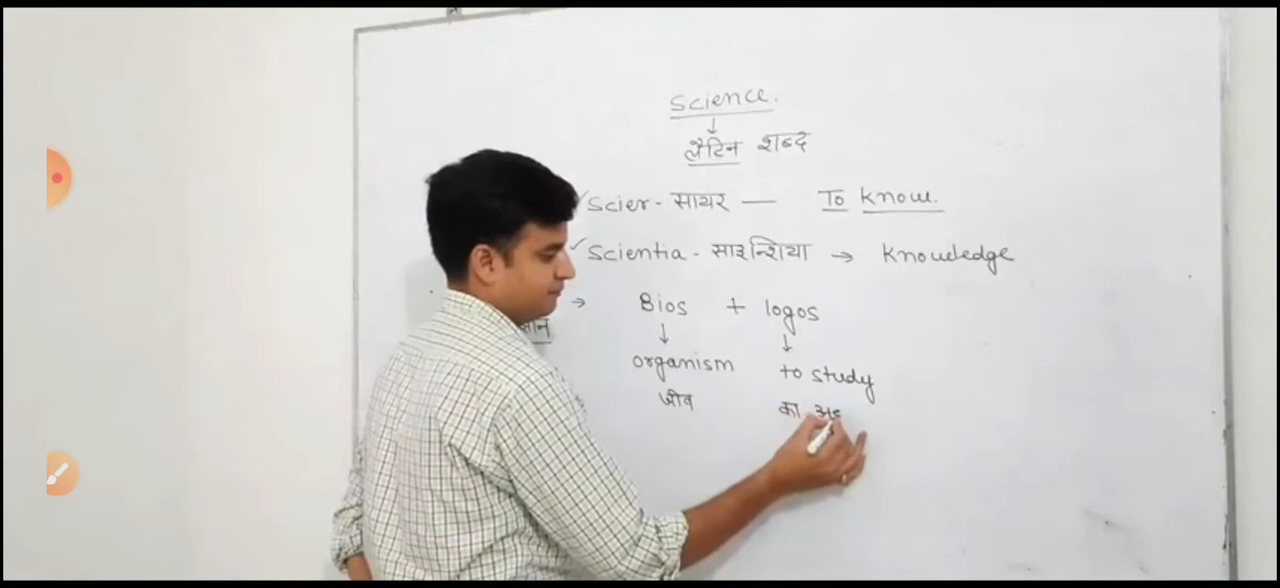 Science.
↓
लैटिन शब्द
✓ Scier - सायर — To Know.
✓ Scientia - साइन्शिया → Knowledge
→ Bios + logos
↓ ↓
organism to study
जीव का